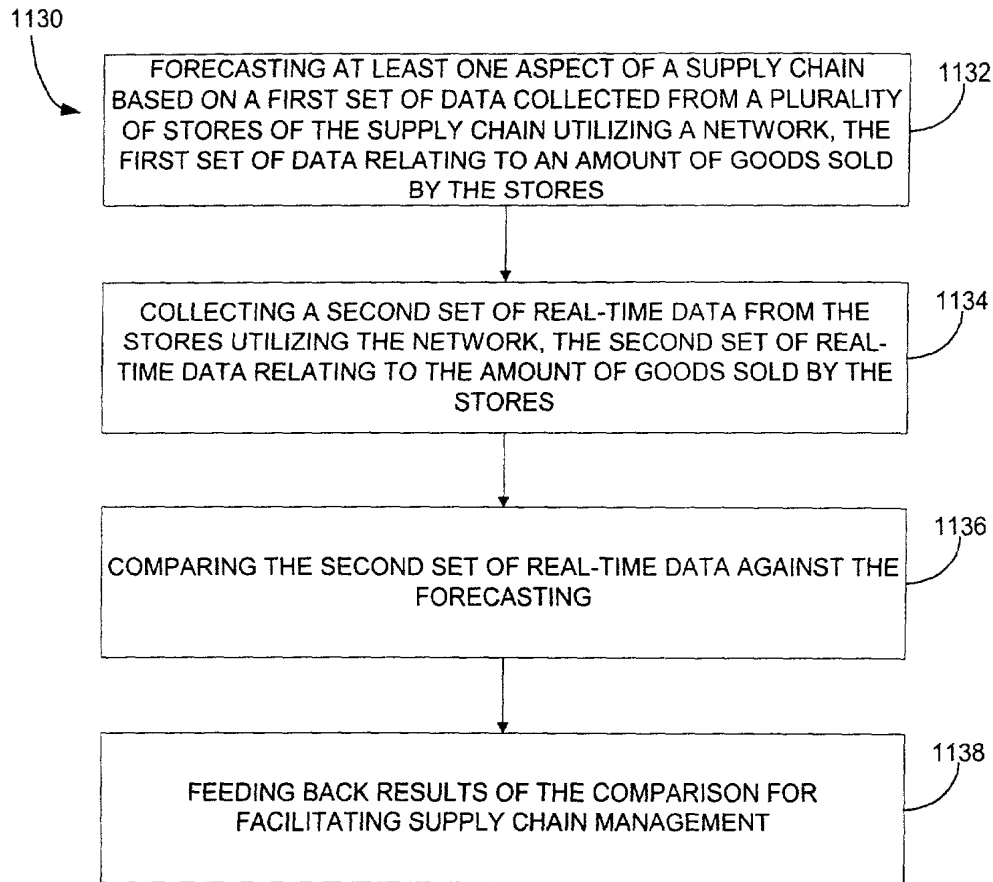 1130
FORECASTING AT LEAST ONE ASPECT OF A SUPPLY CHAIN
BASED ON A FIRST SET OF DATA COLLECTED FROM A PLURALITY
OF STORES OF THE SUPPLY CHAIN UTILIZING A NETWORK, THE
FIRST SET OF DATA RELATING TO AN AMOUNT OF GOODS SOLD
BY THE STORES
1132
COLLECTING A SECOND SET OF REAL-TIME DATA FROM THE
STORES UTILIZING THE NETWORK, THE SECOND SET OF REAL-
TIME DATA RELATING TO THE AMOUNT OF GOODS SOLD BY THE
STORES
1134
COMPARING THE SECOND SET OF REAL-TIME DATA AGAINST THE
FORECASTING
1136
FEEDING BACK RESULTS OF THE COMPARISON FOR
FACILITATING SUPPLY CHAIN MANAGEMENT
1138